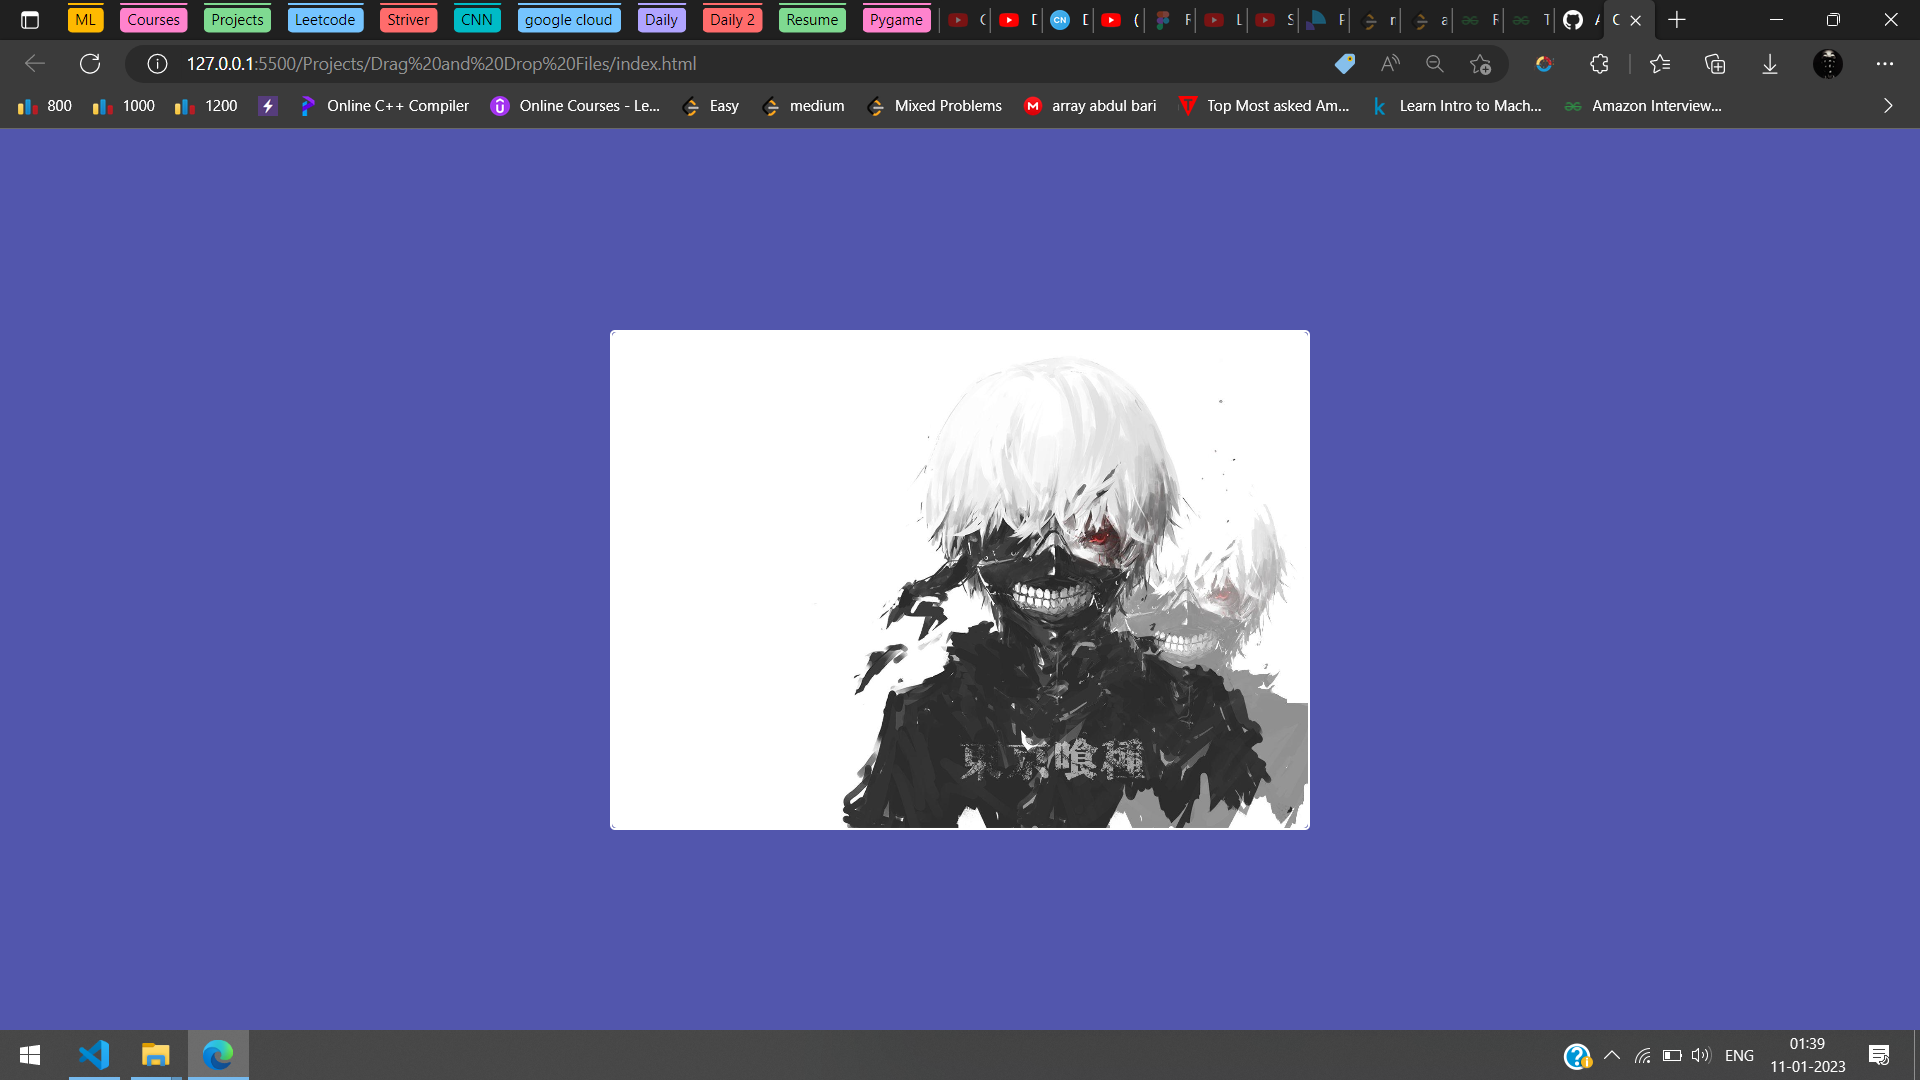 ML Courses Projects Leetcode Striver CNN google cloud Daily Daily 2 Resume Pygame
127.0.0.1:5500/Projects/Drag%20and%20Drop%20Files/index.html
800 1000 1200 Online C++ Compiler Online Courses - Le... Easy medium Mixed Problems array abdul bari Top Most asked Am... Learn Intro to Mach... Amazon Interview...
東京喰種
ENG
01:39
11-01-2023